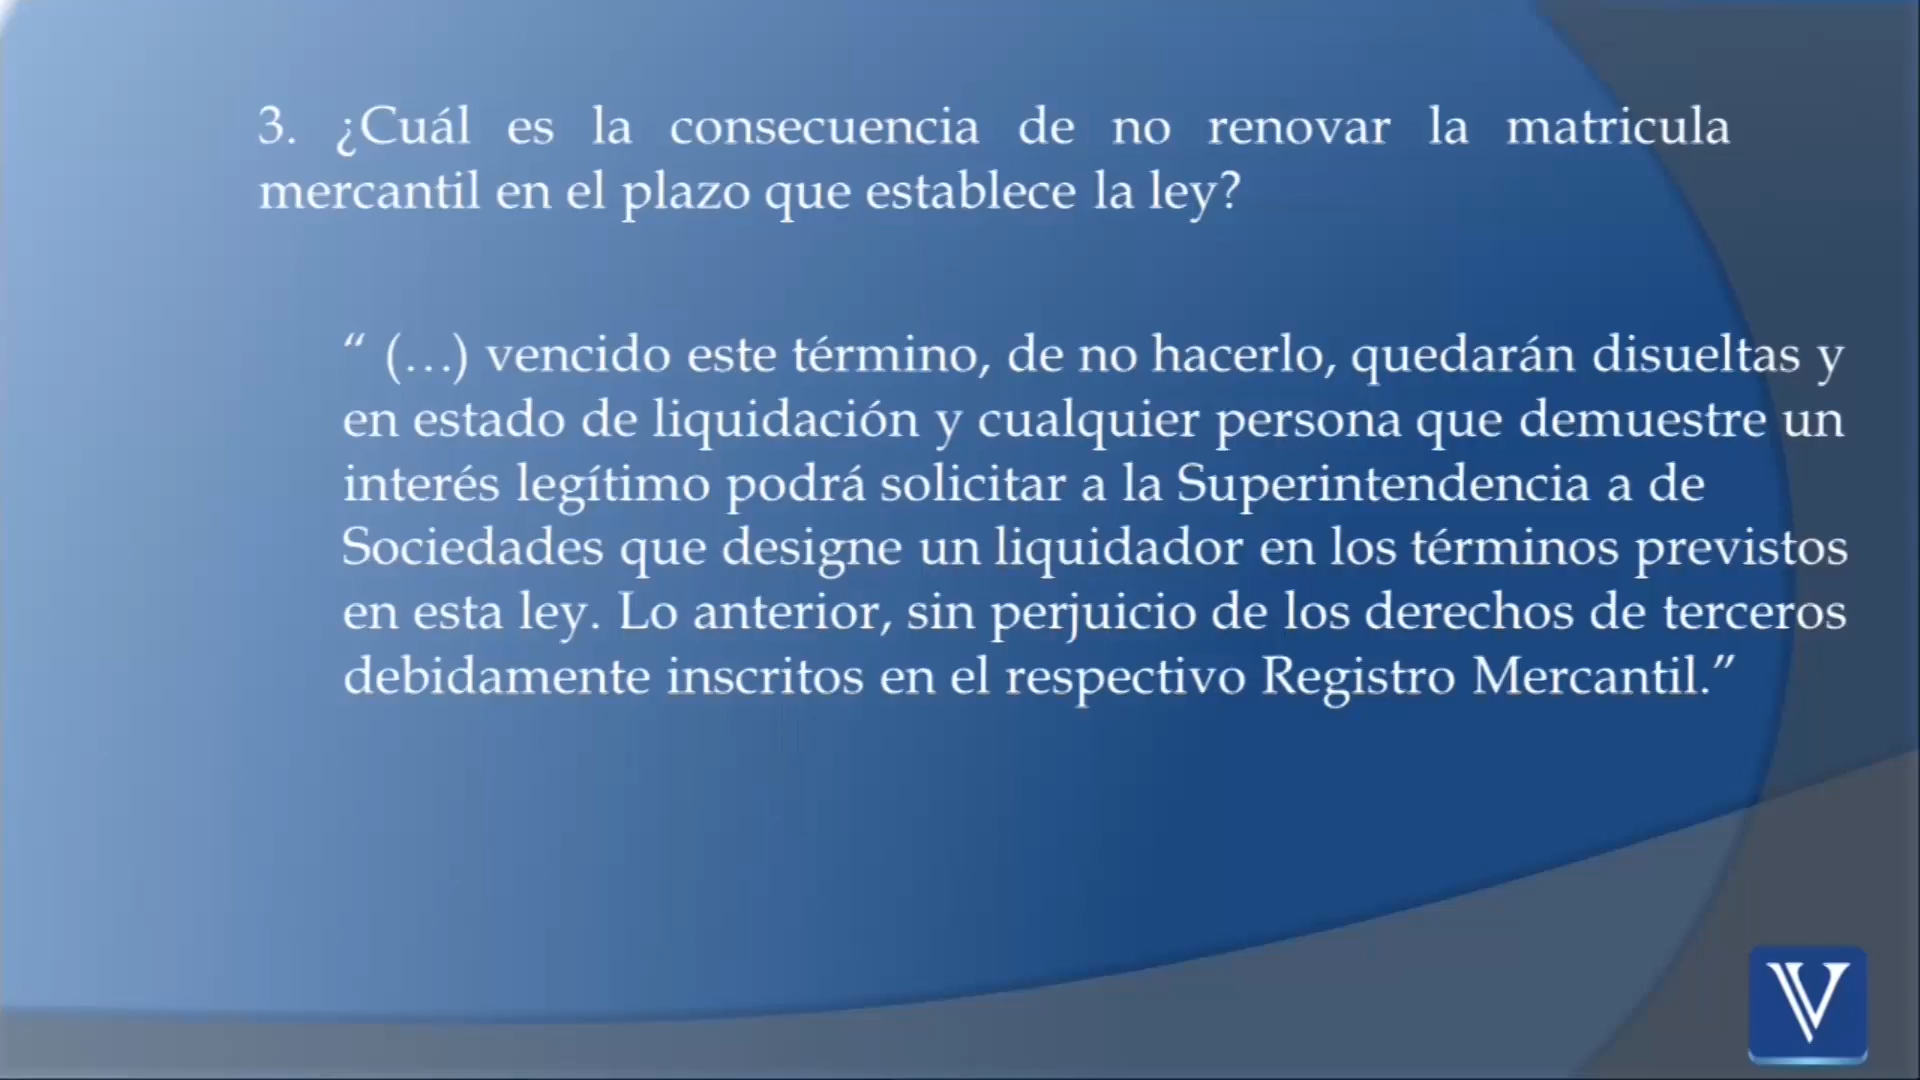 3. ¿Cuál es la consecuencia de no renovar la matricula
mercantil en el plazo que establece la ley?
“ (…) vencido este término, de no hacerlo, quedarán disueltas y
en estado de liquidación y cualquier persona que demuestre un
interés legítimo podrá solicitar a la Superintendencia a de
Sociedades que designe un liquidador en los términos previstos
en esta ley. Lo anterior, sin perjuicio de los derechos de terceros
debidamente inscritos en el respectivo Registro Mercantil.”
V